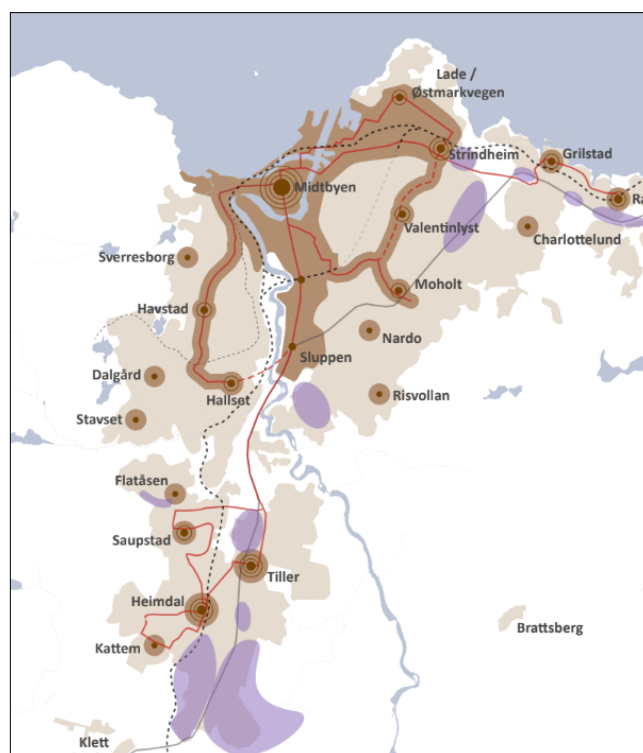 Lade /
Østmarkvegen
Strindheim
Grilstad
Midtbyen
Valentinlyst
Charlottelund
Sverresborg
Moholt
Havstad
Nardo
Sluppen
Dalgård
Hallset
Risvollan
Stavset
Flatåsen
Saupstad
Tiller
Heimdal
Brattsberg
Kattem
Klett